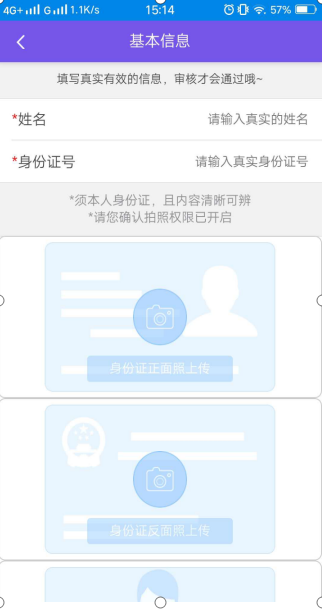 4G+ G 1.1K/s 15:14 57%
基本信息
填写真实有效的信息，审核才会通过哦~
*姓名 请输入真实的姓名
*身份证号 请输入真实身份证号
*须本人身份证，且内容清晰可辨
*请您确认拍照权限已开启
身份证正面照上传
身份证反面照上传